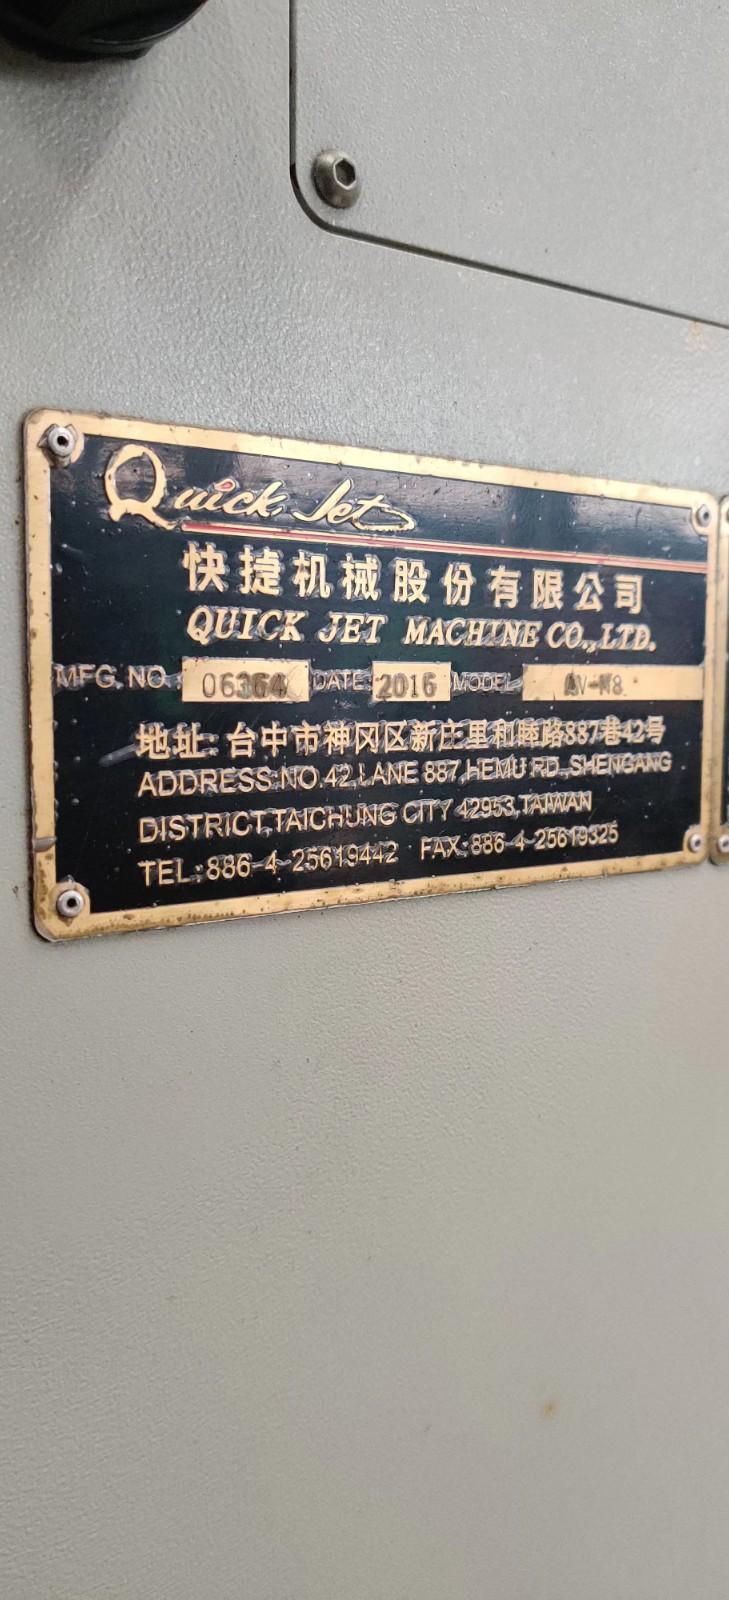 Quick Jet
快捷机械股份有限公司
QUICK JET MACHINE CO.,LTD.
MFG. NO.: 06364 DATE: 2016 MODEL: AV-M8
地址: 台中市神冈区新庄里和睦路887巷42号
ADDRESS:NO.42,LANE 887,HEMU RD.,SHENGANG
DISTRICT,TAICHUNG CITY 42953,TAIWAN
TEL:886-4-25619442 FAX:886-4-25619325